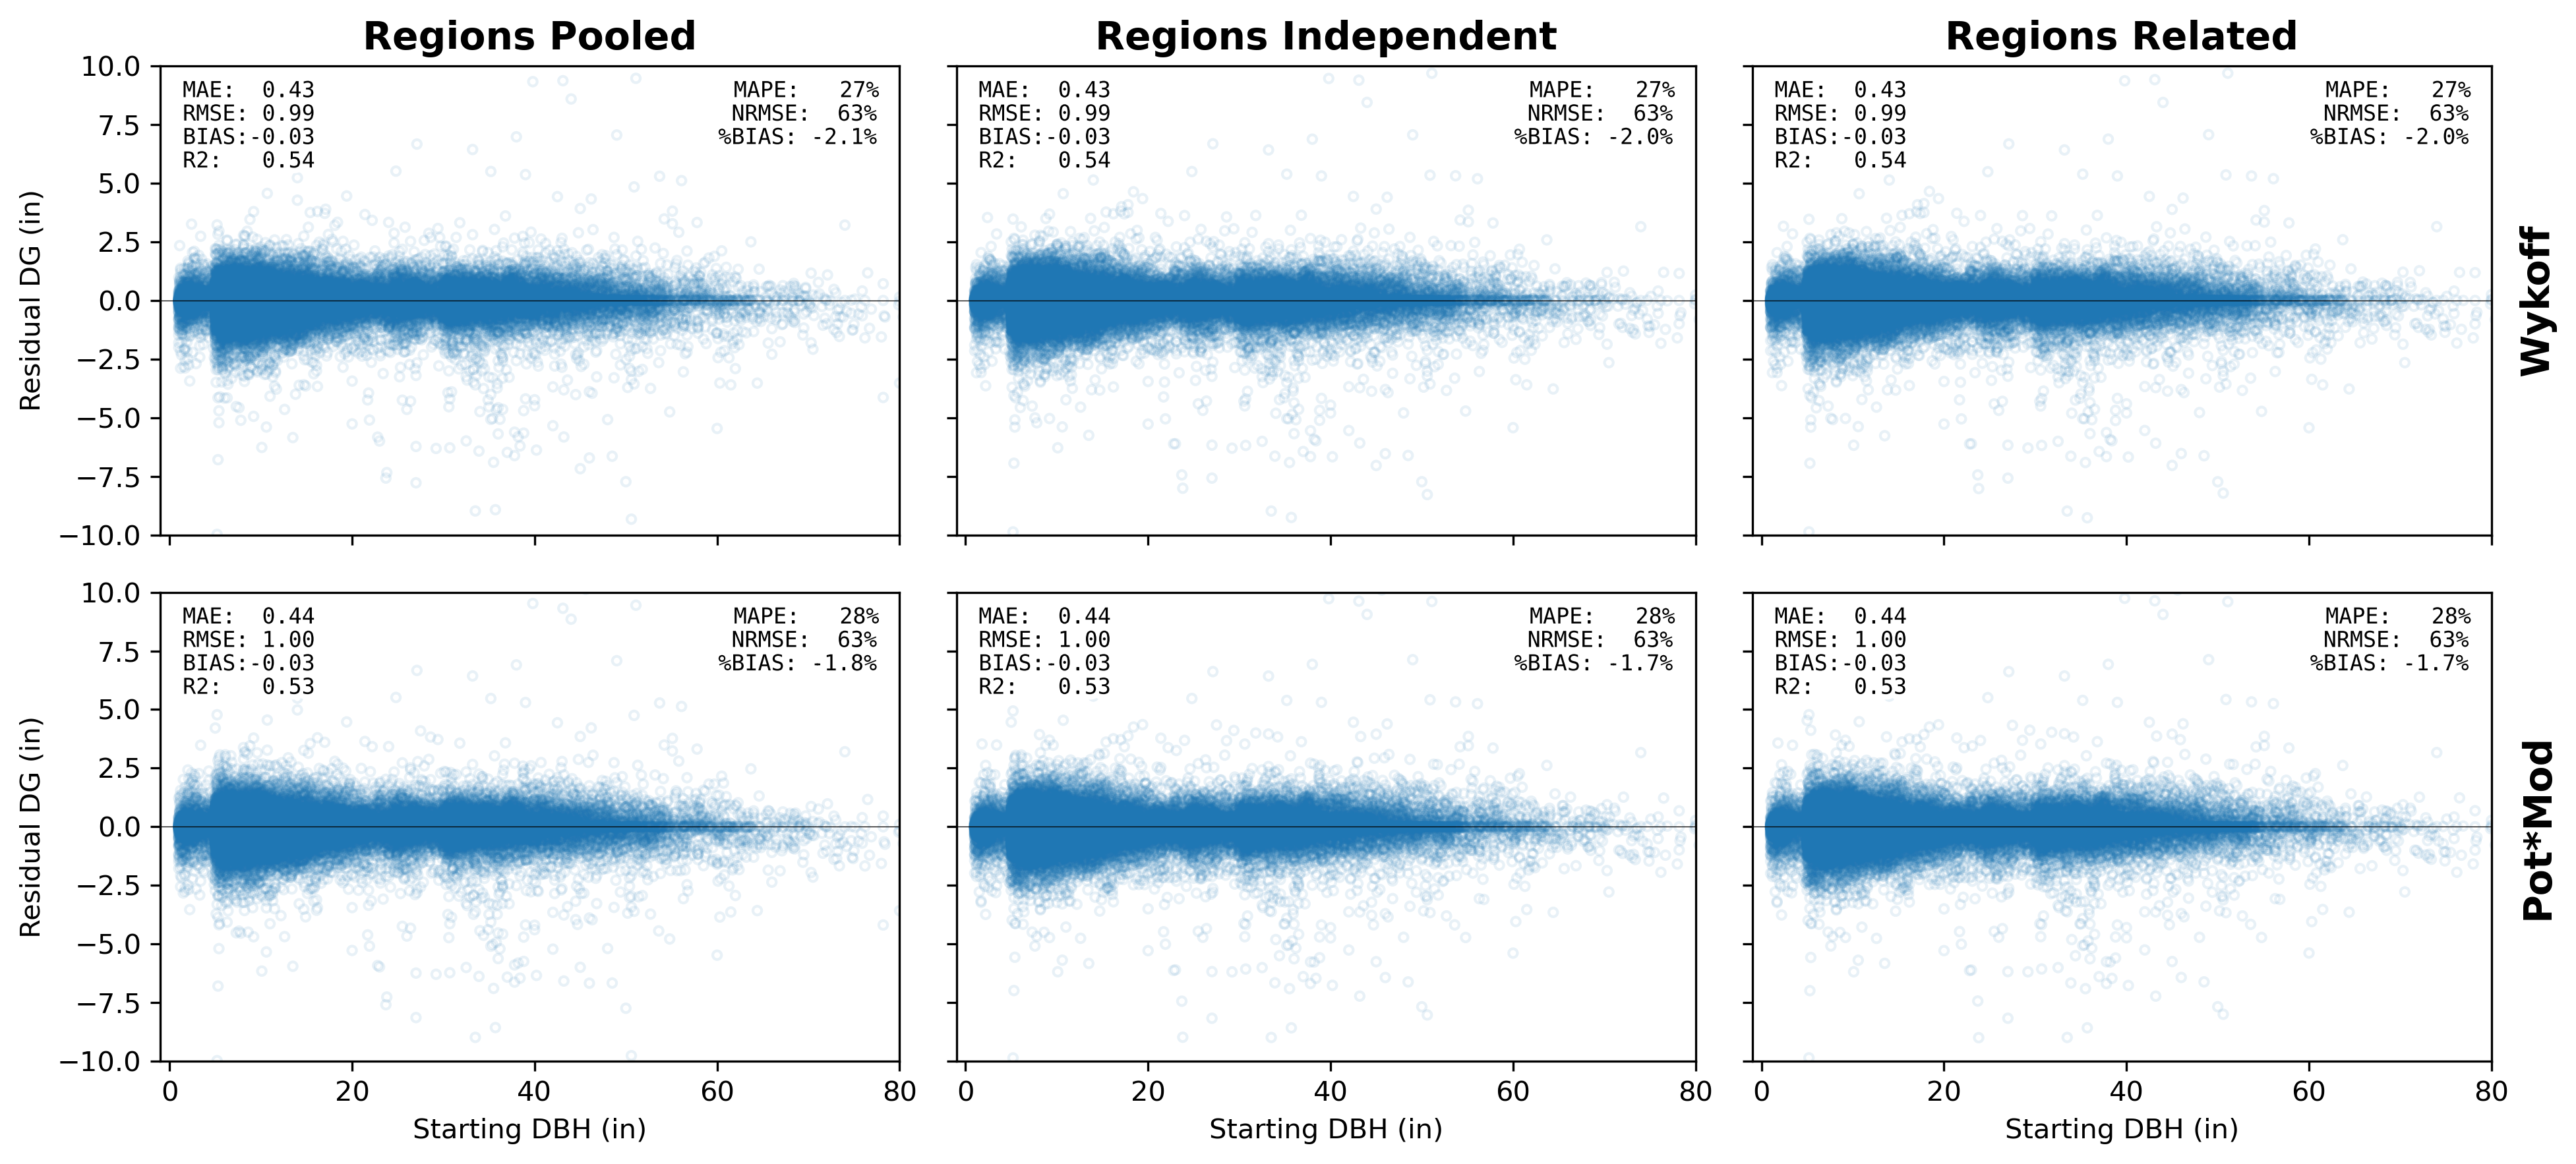 Regions Pooled
Regions Independent
Regions Related
10.0
7.5
5.0
2.5
0.0
−2.5
−5.0
−7.5
−10.0
Residual DG (in)
MAE: 0.43
RMSE: 0.99
BIAS:-0.03
R2: 0.54
MAPE: 27%
NRMSE: 63%
%BIAS: -2.1%
MAE: 0.43
RMSE: 0.99
BIAS:-0.03
R2: 0.54
MAPE: 27%
NRMSE: 63%
%BIAS: -2.0%
MAE: 0.43
RMSE: 0.99
BIAS:-0.03
R2: 0.54
MAPE: 27%
NRMSE: 63%
%BIAS: -2.0%
Wykoff
10.0
7.5
5.0
2.5
0.0
−2.5
−5.0
−7.5
−10.0
Residual DG (in)
MAE: 0.44
RMSE: 1.00
BIAS:-0.03
R2: 0.53
MAPE: 28%
NRMSE: 63%
%BIAS: -1.8%
MAE: 0.44
RMSE: 1.00
BIAS:-0.03
R2: 0.53
MAPE: 28%
NRMSE: 63%
%BIAS: -1.7%
MAE: 0.44
RMSE: 1.00
BIAS:-0.03
R2: 0.53
MAPE: 28%
NRMSE: 63%
%BIAS: -1.7%
Pot*Mod
0 20 40 60 80
0 20 40 60 80
0 20 40 60 80
Starting DBH (in)
Starting DBH (in)
Starting DBH (in)